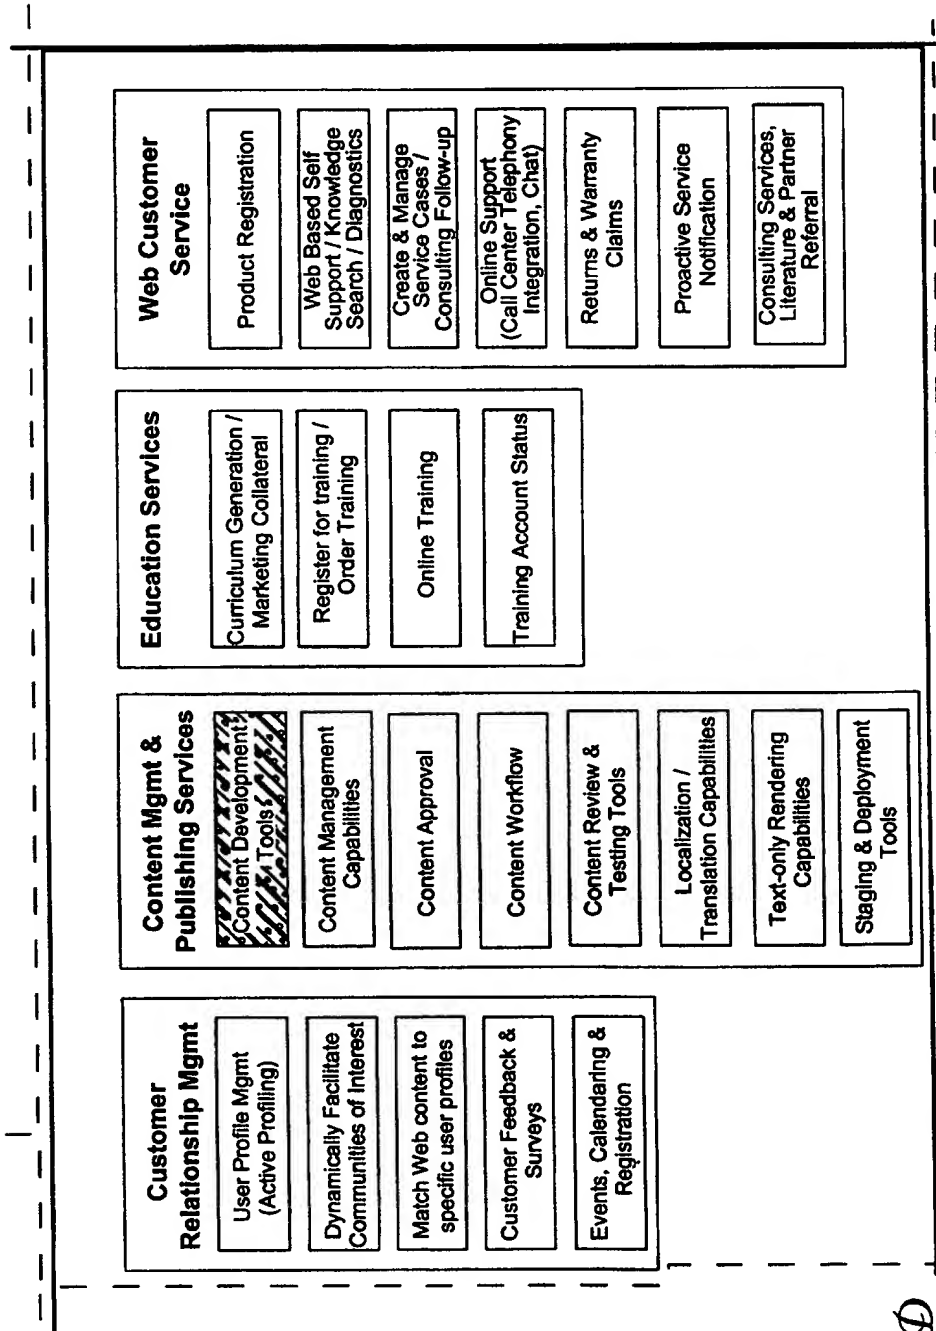 Customer
Relationship Mgmt
User Profile Mgmt
(Active Profiling)
Dynamically Facilitate
Communities of Interest
Match Web content to
specific user profiles
Customer Feedback &
Surveys
Events, Calendaring &
Registration
Content Mgmt &
Publishing Services
Content Development
Tools
Content Management
Capabilities
Content Approval
Content Workflow
Content Review &
Testing Tools
Localization /
Translation Capabilities
Text-only Rendering
Capabilities
Staging & Deployment
Tools
Education Services
Curriculum Generation /
Marketing Collateral
Register for training /
Order Training
Online Training
Training Account Status
Web Customer
Service
Product Registration
Web Based Self
Support / Knowledge
Search / Diagnostics
Create & Manage
Service Cases /
Consulting Follow-up
Online Support
(Call Center Telephony
Integration, Chat)
Returns & Warranty
Claims
Proactive Service
Notification
Consulting Services,
Literature & Partner
Referral